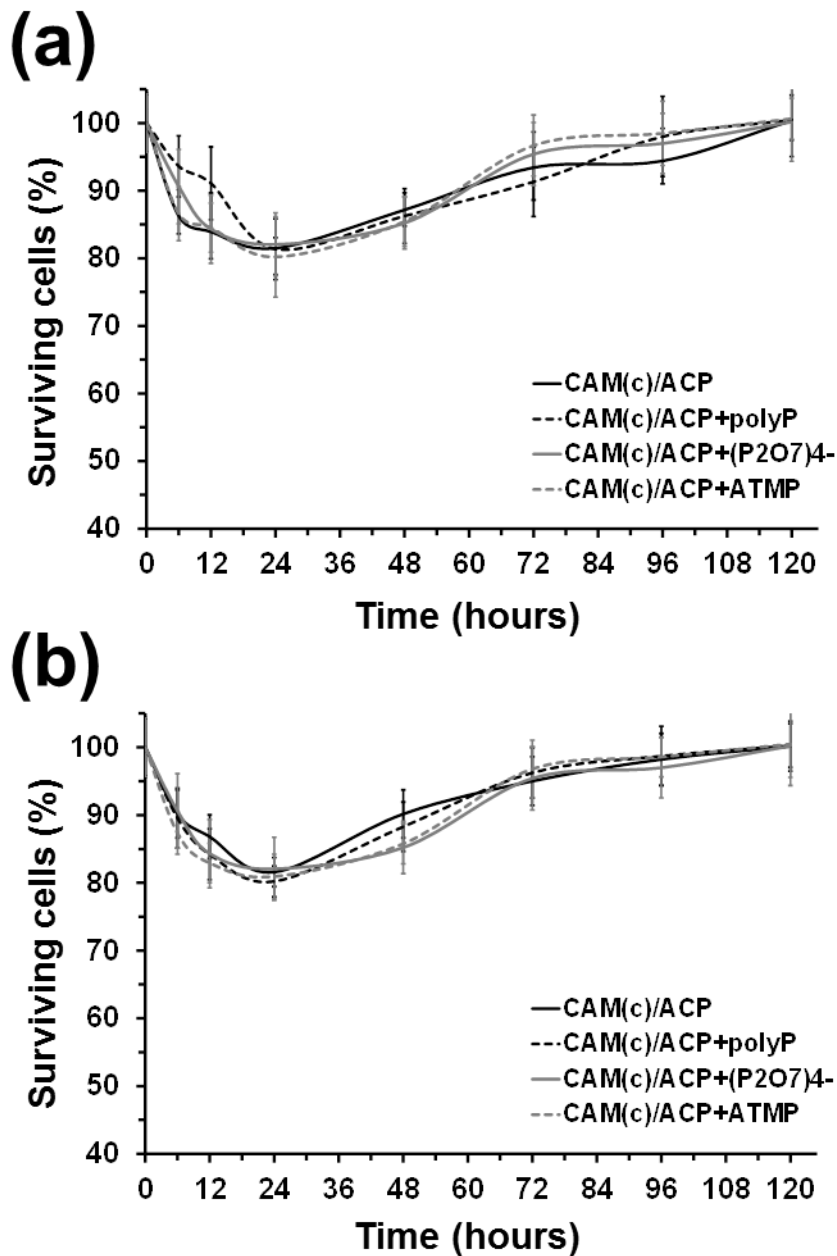 (a)
Surviving cells (%)
100
90
80
70
60
50
40
CAM(c)/ACP
CAM(c)/ACP+polyP
CAM(c)/ACP+(P2O7)4-
CAM(c)/ACP+ATMP
0 12 24 36 48 60 72 84 96 108 120
Time (hours)
(b)
Surviving cells (%)
100
90
80
70
60
50
40
CAM(c)/ACP
CAM(c)/ACP+polyP
CAM(c)/ACP+(P2O7)4-
CAM(c)/ACP+ATMP
0 12 24 36 48 60 72 84 96 108 120
Time (hours)